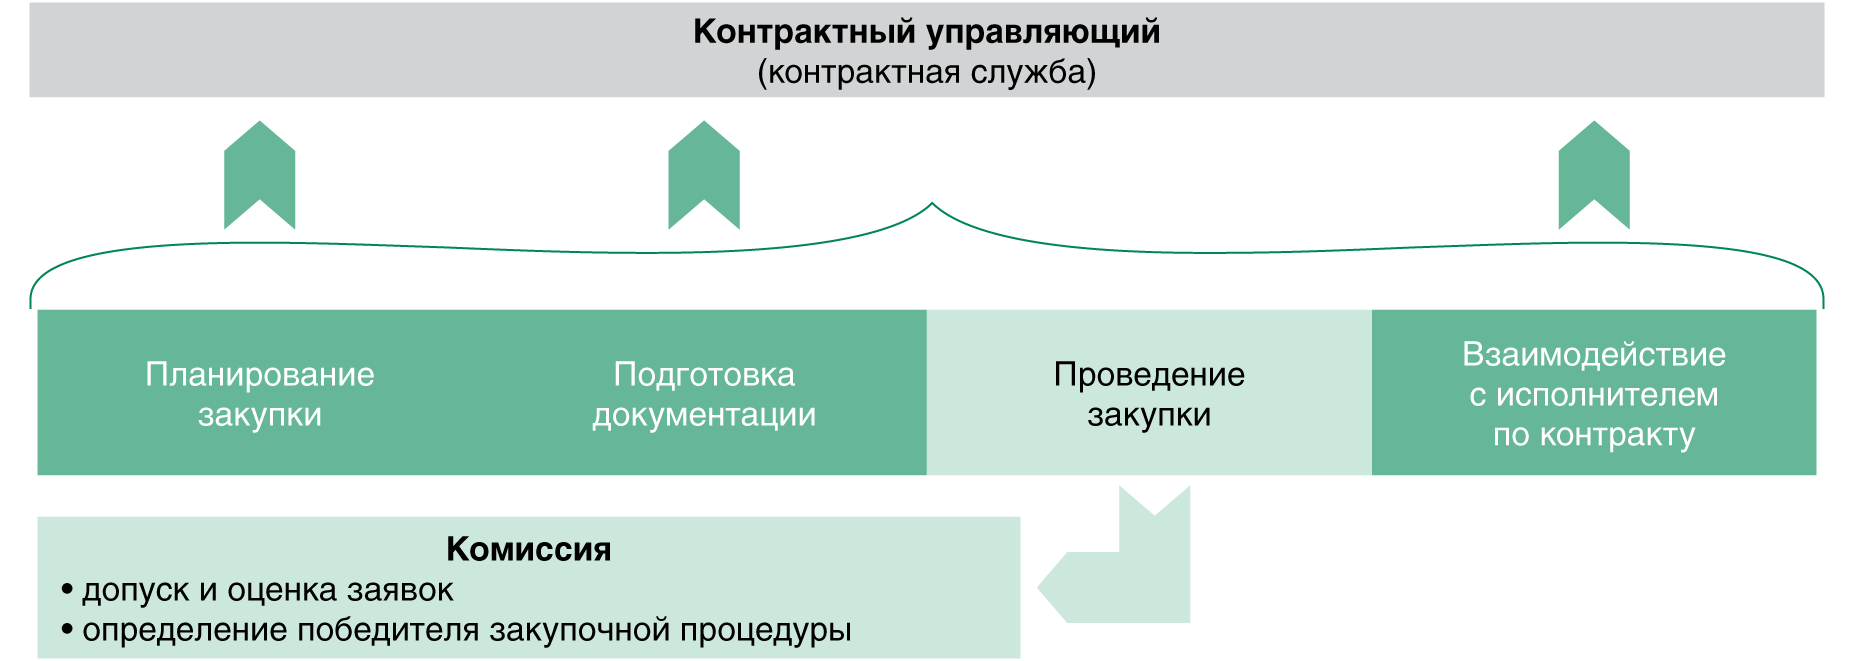 Контрактный управляющий
(контрактная служба)
Планирование
закупки
Подготовка
документации
Проведение
закупки
Взаимодействие
с исполнителем
по контракту
Комиссия
• допуск и оценка заявок
• определение победителя закупочной процедуры